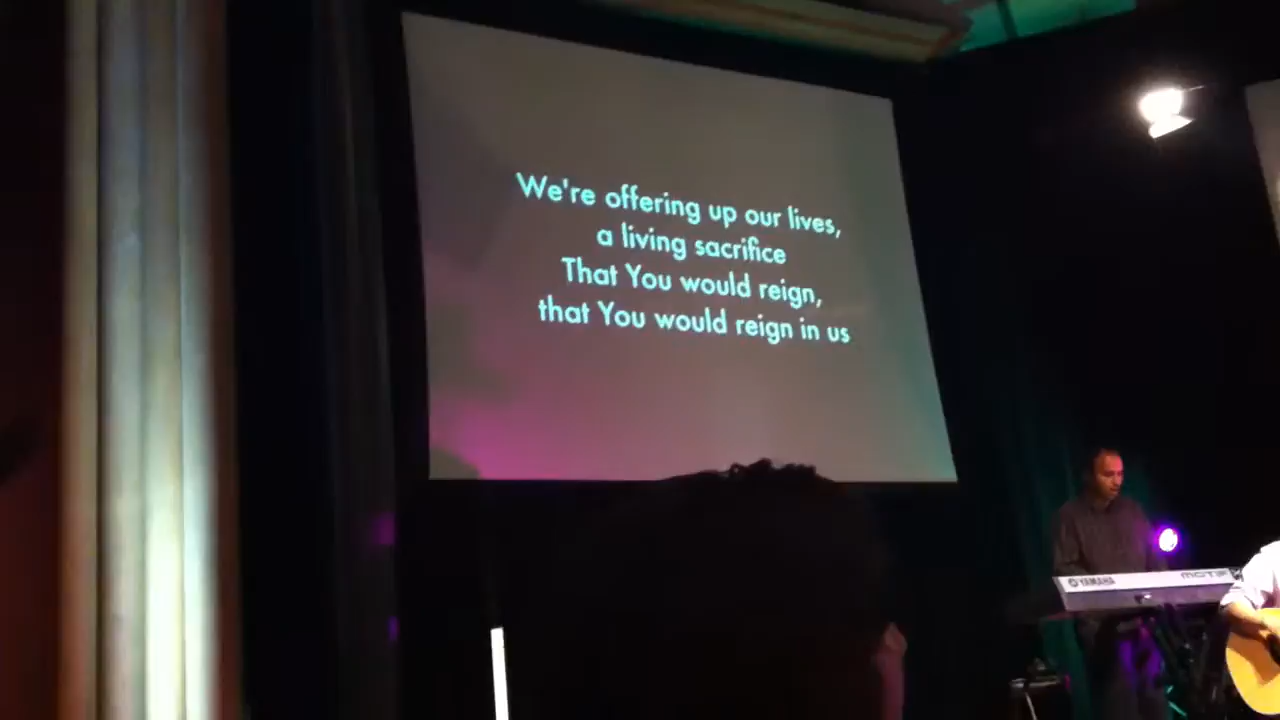 We're offering up our lives,
a living sacrifice
That You would reign,
that You would reign in us
YAMAHA
MOTIF